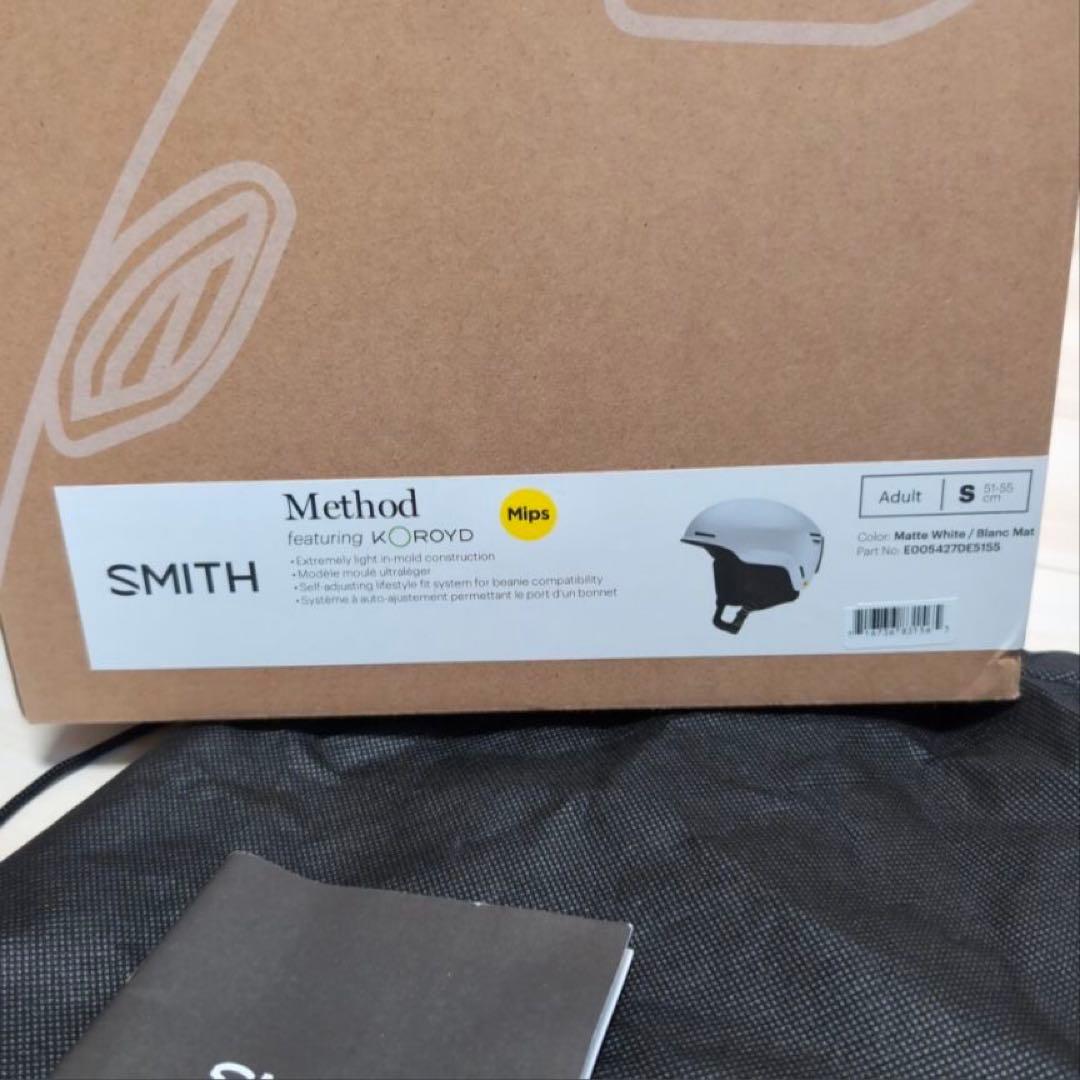 Method
featuring KOROYD
• Extremely light in-mold construction
• Modèle moulé ultraléger
• Self-adjusting lifestyle fit system for beanie compatibility
• Système à auto-ajustement permettant le port d'un bonnet
SMITH
Mips
Adult S 51-55 cm
Color: Matte White / Blanc Mat
Part No: E005427DE5155